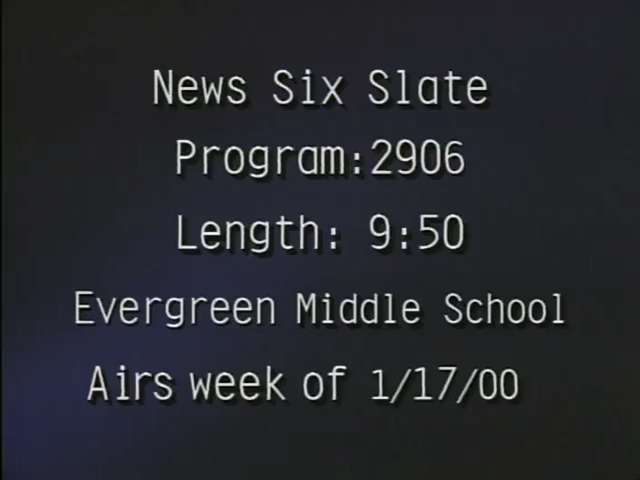 News Six Slate
Program:2906
Length: 9:50
Evergreen Middle School
Airs week of 1/17/00